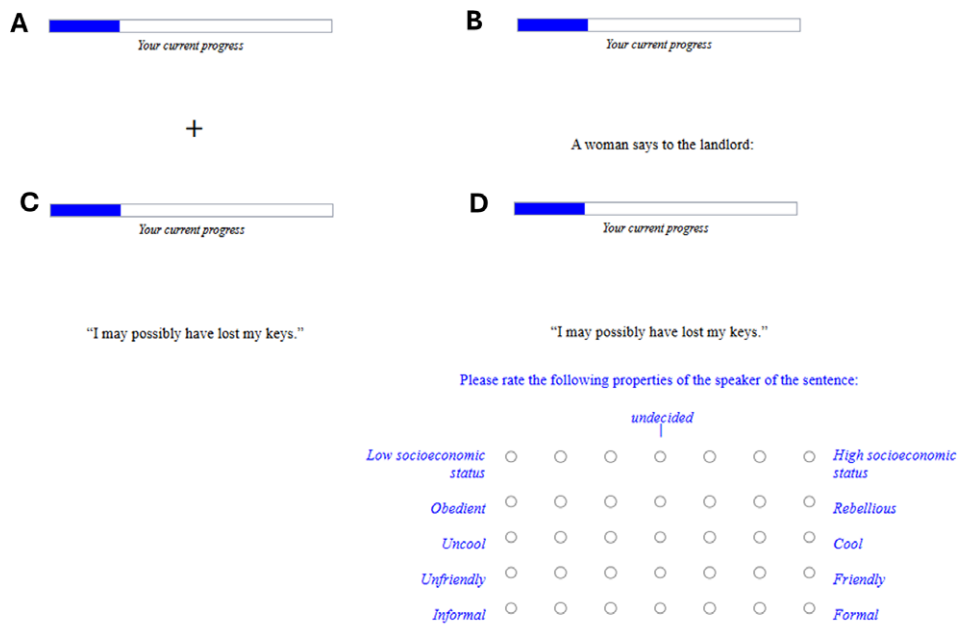 A
Your current progress
+
B
Your current progress
A woman says to the landlord:
C
Your current progress
“I may possibly have lost my keys.”
D
Your current progress
“I may possibly have lost my keys.”
Please rate the following properties of the speaker of the sentence:
undecided
Low socioeconomic
status
High socioeconomic
status
Obedient
Rebellious
Uncool
Cool
Unfriendly
Friendly
Informal
Formal